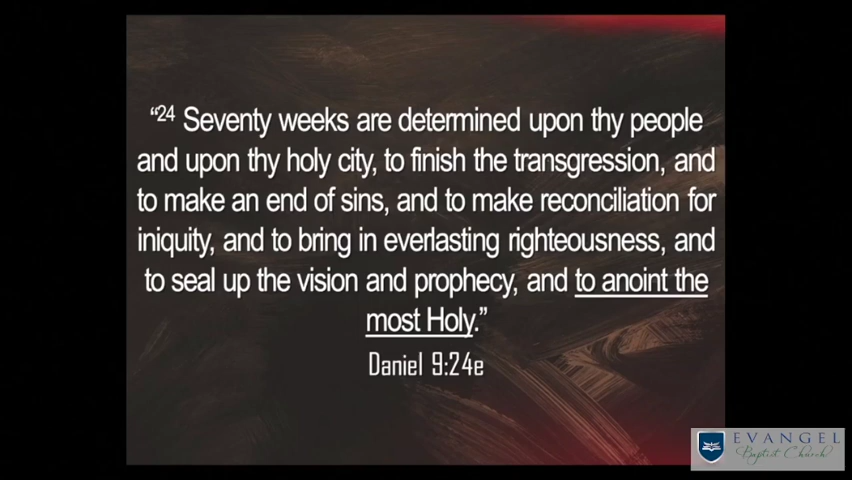 “24 Seventy weeks are determined upon thy people
and upon thy holy city, to finish the transgression, and
to make an end of sins, and to make reconciliation for
iniquity, and to bring in everlasting righteousness, and
to seal up the vision and prophecy, and to anoint the
most Holy.”
Daniel 9:24e
EVANGEL
Baptist Church